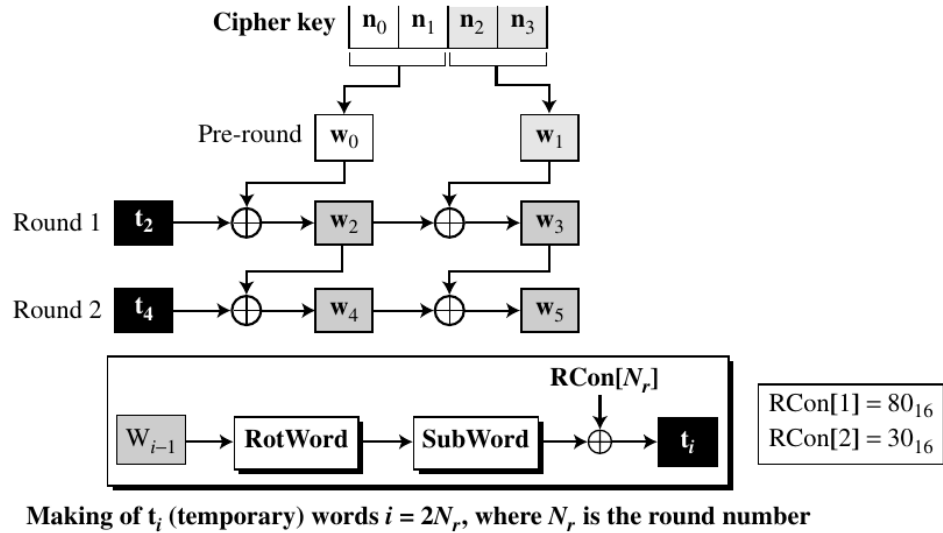 Cipher key n₀ n₁ n₂ n₃
Pre-round w₀ w₁
Round 1 t₂ w₂ w₃
Round 2 t₄ w₄ w₅
RCon[Nᵣ]
W_{i–1} RotWord SubWord tᵢ
RCon[1] = 80₁₆
RCon[2] = 30₁₆
Making of tᵢ (temporary) words i = 2Nᵣ, where Nᵣ is the round number